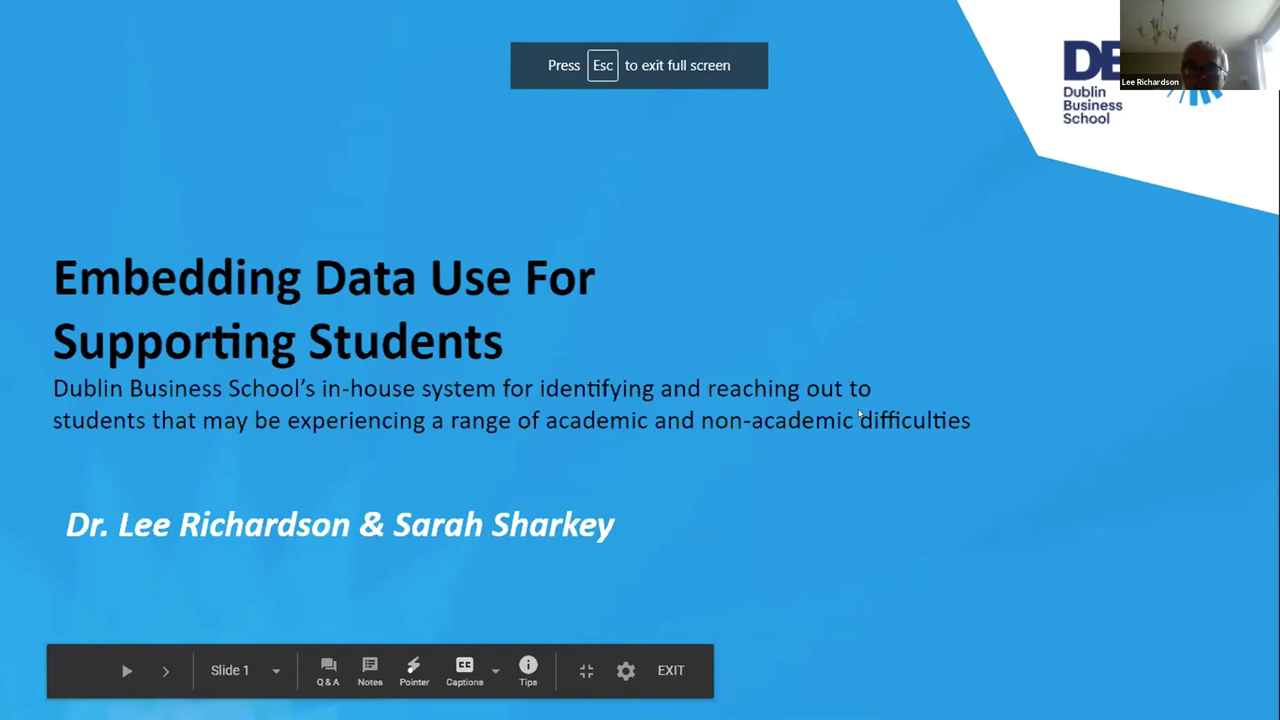 Press Esc to exit full screen
DB
Lee Richardson
Dublin
Business
School
Embedding Data Use For
Supporting Students
Dublin Business School's in-house system for identifying and reaching out to
students that may be experiencing a range of academic and non-academic difficulties
Dr. Lee Richardson & Sarah Sharkey
Slide 1
Q & A
Notes
Pointer
CC
Captions
Tips
EXIT